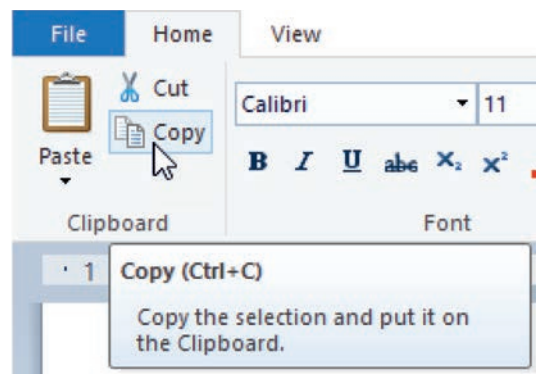 File Home View
Cut
Calibri 11
Copy
Paste
B I U abc X₂ X²
Clipboard Font
1
Copy (Ctrl+C)
Copy the selection and put it on
the Clipboard.